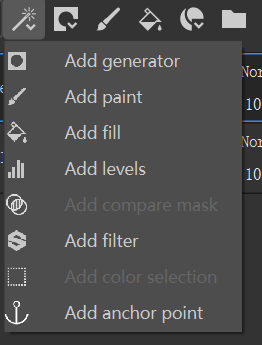 Add generator
Nor
Add paint
10
Add fill
Nor
Add levels
10
Add compare mask
Add filter
Add color selection
Add anchor point